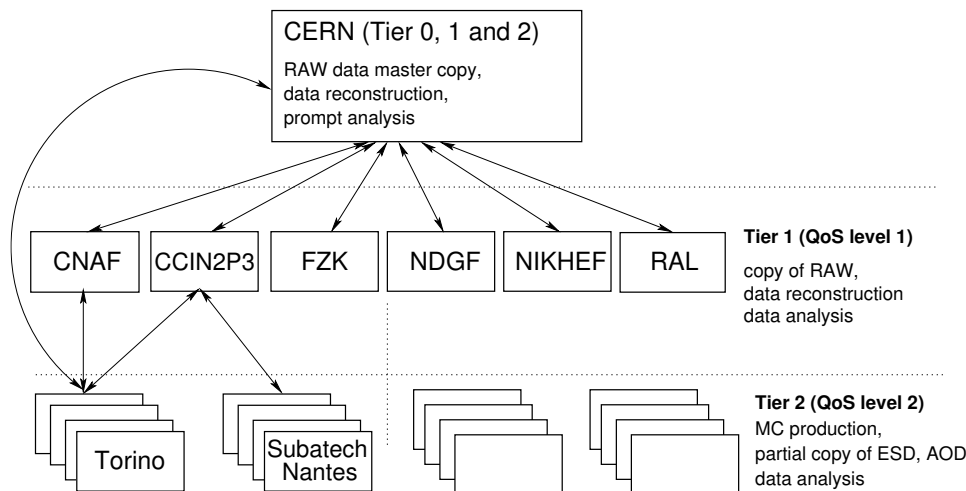 CERN (Tier 0, 1 and 2)
RAW data master copy,
data reconstruction,
prompt analysis
CNAF
CCIN2P3
FZK
NDGF
NIKHEF
RAL
Tier 1 (QoS level 1)
copy of RAW,
data reconstruction
data analysis
Torino
Subatech
Nantes
Tier 2 (QoS level 2)
MC production,
partial copy of ESD, AOD
data analysis